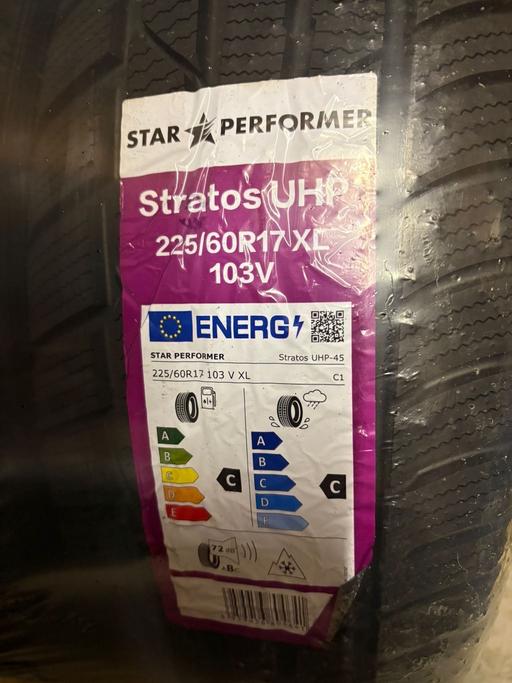 STAR PERFORMER
Stratos UHP
225/60R17 XL
103V
ENERG
STAR PERFORMER Stratos UHP-45
225/60R17 103 V XL C1
A
B
C
D
E
C
A
B
C
D
E
C
72 dB
B